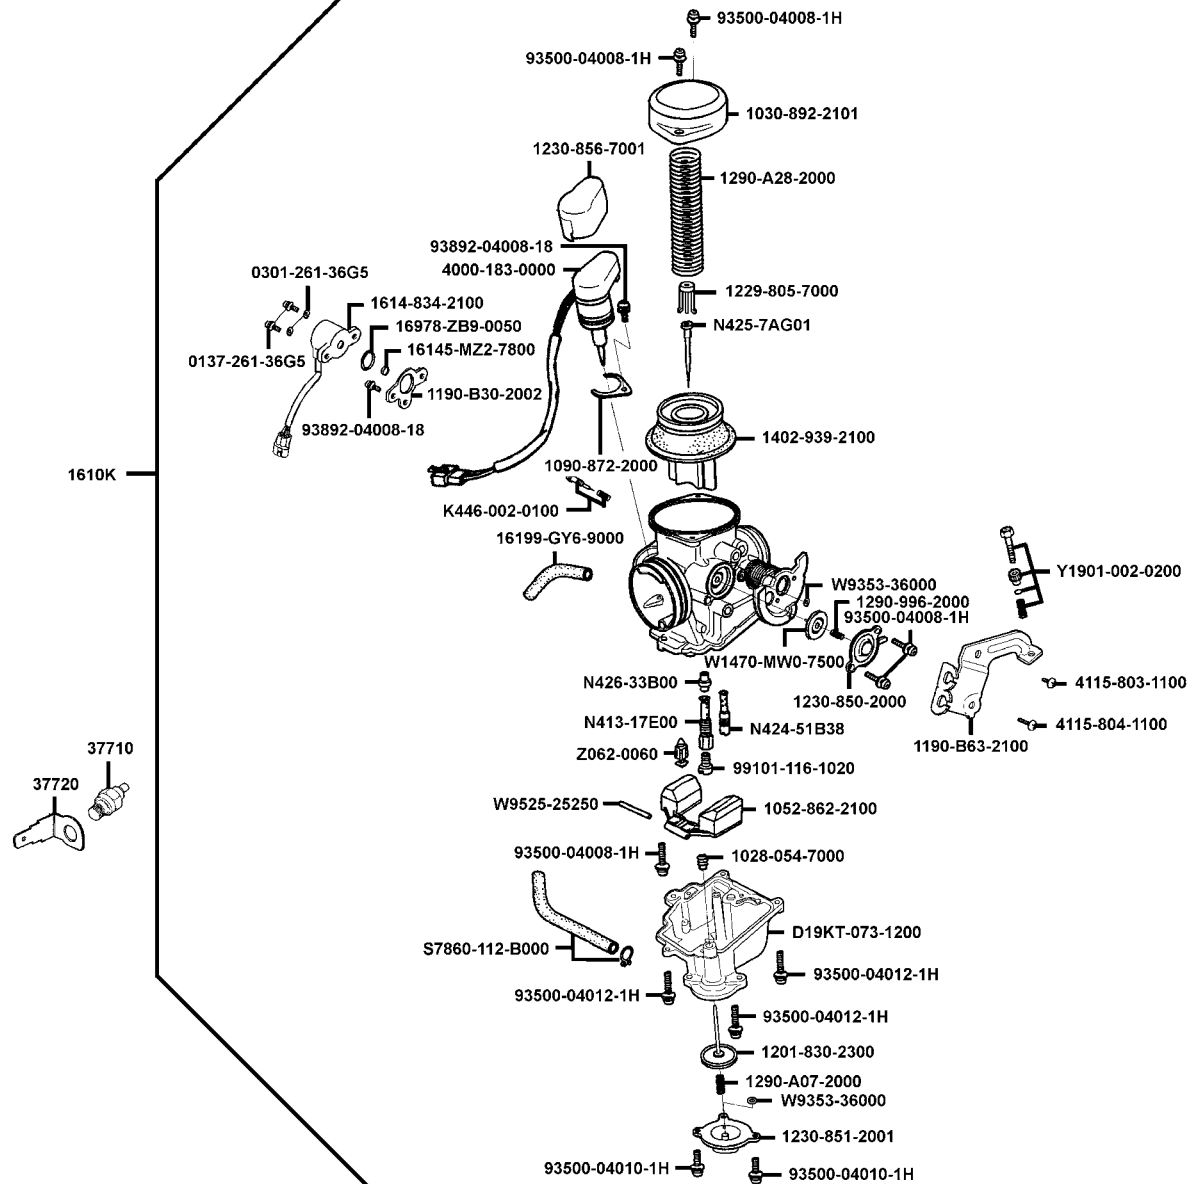 93500-04008-1H
93500-04008-1H
1030-892-2101
1230-856-7001
1290-A28-2000
93892-04008-18
4000-183-0000
0301-261-36G5
1229-805-7000
1614-834-2100
16978-ZB9-0050
N425-7AG01
16145-MZ2-7800
0137-261-36G5
1190-B30-2002
93892-04008-18
1402-939-2100
1090-872-2000
1610K
K446-002-0100
16199-GY6-9000
Y1901-002-0200
W9353-36000
1290-996-2000
93500-04008-1H
W1470-MW0-7500
N426-33B00
4115-803-1100
1230-850-2000
N413-17E00
N424-51B38
4115-804-1100
1190-B63-2100
37710
Z062-0060
99101-116-1020
37720
W9525-25250
1052-862-2100
93500-04008-1H
1028-054-7000
D19KT-073-1200
S7860-112-B000
93500-04012-1H
93500-04012-1H
93500-04012-1H
1201-830-2300
1290-A07-2000
W9353-36000
1230-851-2001
93500-04010-1H
93500-04010-1H